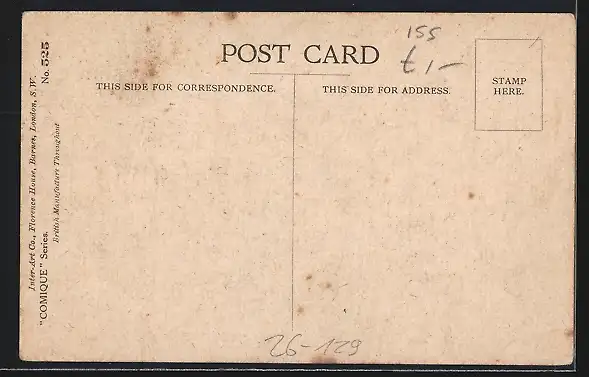 POST CARD
155
£1-
THIS SIDE FOR CORRESPONDENCE.
THIS SIDE FOR ADDRESS.
STAMP
HERE.
Inter-Art Co., Florence House, Barnes, London, S.W.
"COMIQUE" Series. No. 525
British Manufacture Throughout
26-129